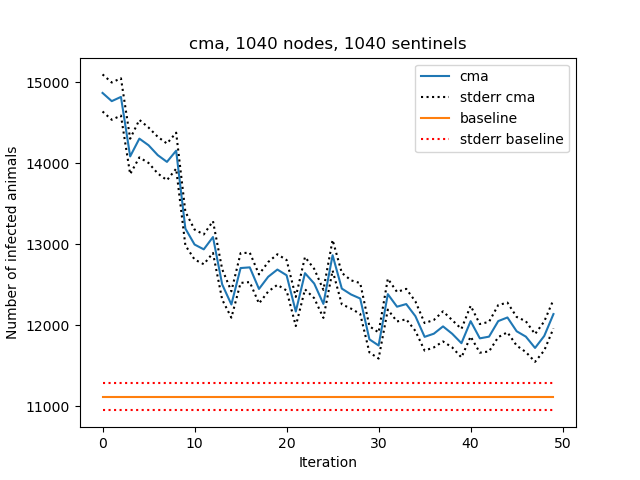 cma, 1040 nodes, 1040 sentinels
cma
stderr cma
baseline
stderr baseline
Number of infected animals
15000
14000
13000
12000
11000
0
10
20
30
40
50
Iteration